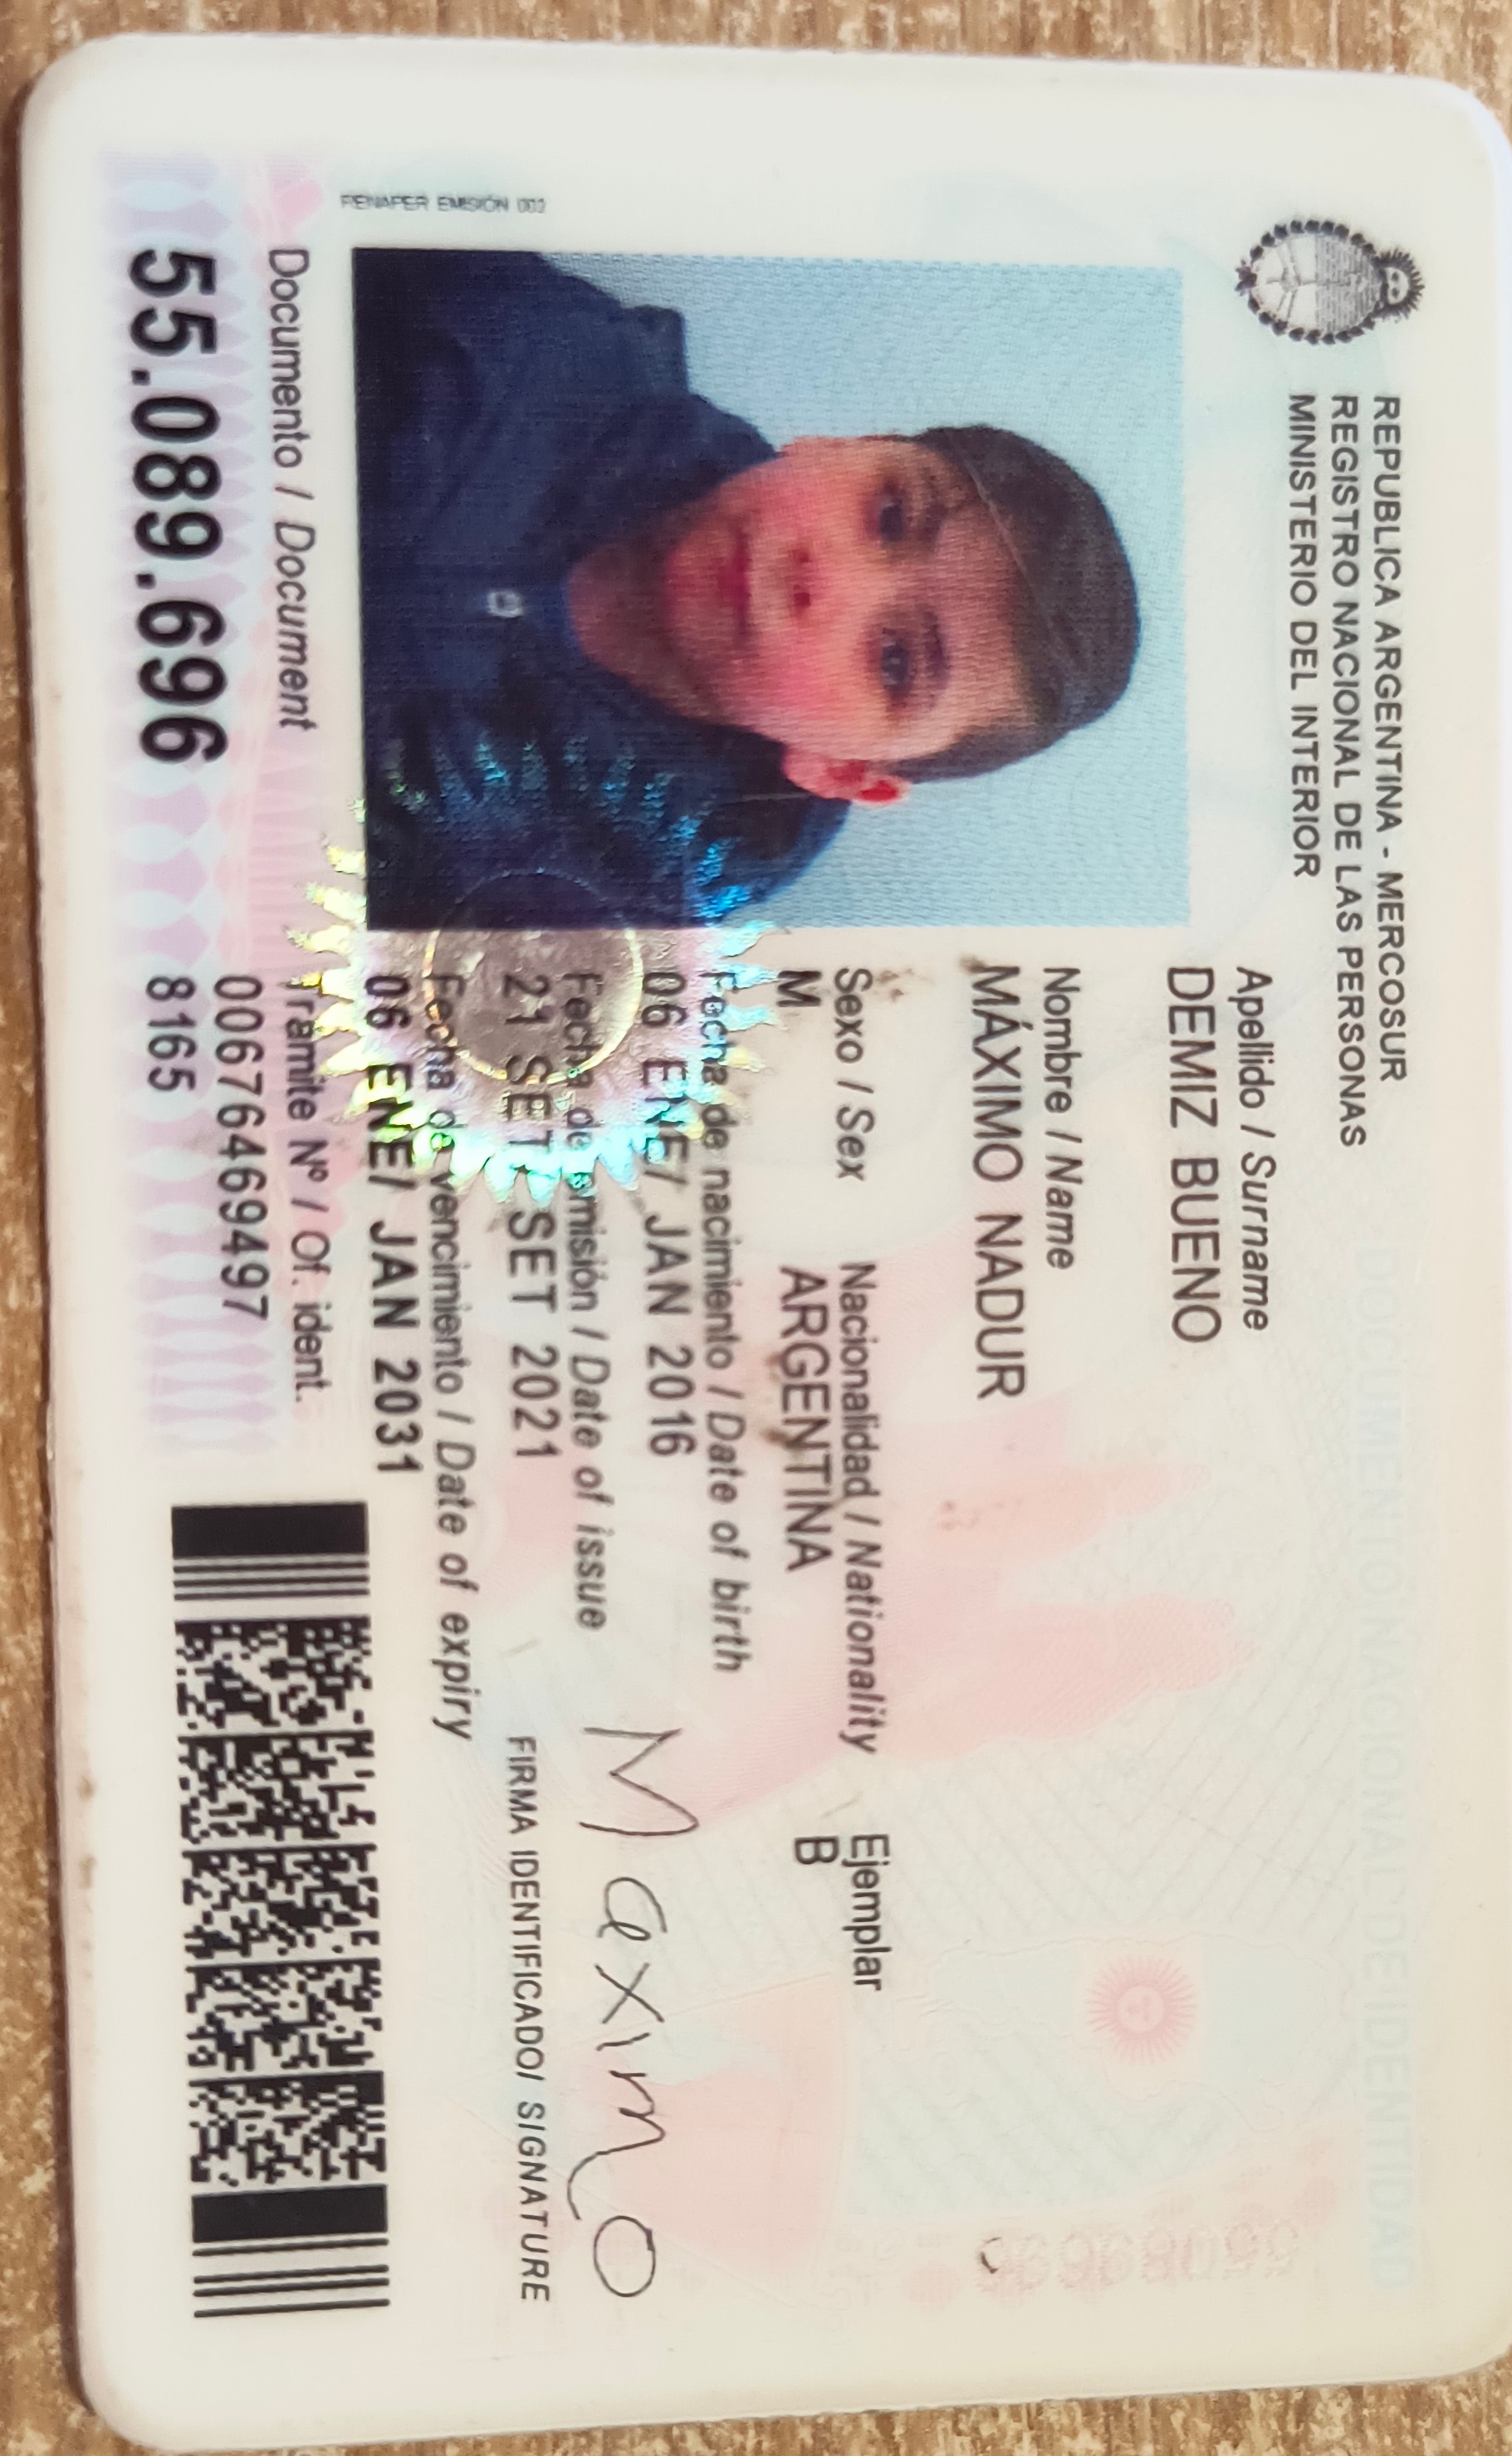 REPUBLICA ARGENTINA - MERCOSUR
REGISTRO NACIONAL DE LAS PERSONAS
MINISTERIO DEL INTERIOR
DOCUMENTO NACIONAL DE IDENTIDAD
Apellido / Surname
DEMIZ BUENO
Nombre / Name
MÁXIMO NADUR
Sexo / Sex Nacionalidad / Nationality Ejemplar
M ARGENTINA B
Fecha de nacimiento / Date of birth
06 ENE/ JAN 2016
Fecha de emisión / Date of issue
21 SET/ SET 2021
Fecha de vencimiento / Date of expiry
06 ENE/ JAN 2031
Maximo
FIRMA IDENTIFICADO/ SIGNATURE
RENAPER EMISIÓN 002
Documento / Document
55.089.696
Tramite Nº / Of. ident.
00676469497
8165
55089696